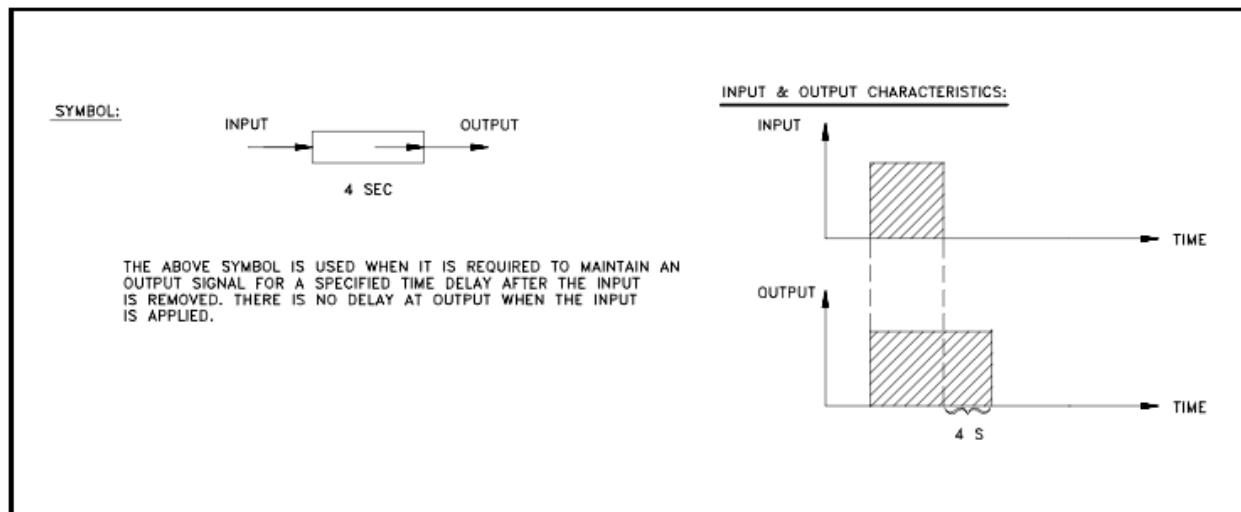 SYMBOL:
INPUT
OUTPUT
4 SEC
THE ABOVE SYMBOL IS USED WHEN IT IS REQUIRED TO MAINTAIN AN
OUTPUT SIGNAL FOR A SPECIFIED TIME DELAY AFTER THE INPUT
IS REMOVED. THERE IS NO DELAY AT OUTPUT WHEN THE INPUT
IS APPLIED.
INPUT & OUTPUT CHARACTERISTICS:
INPUT
TIME
OUTPUT
TIME
4 S